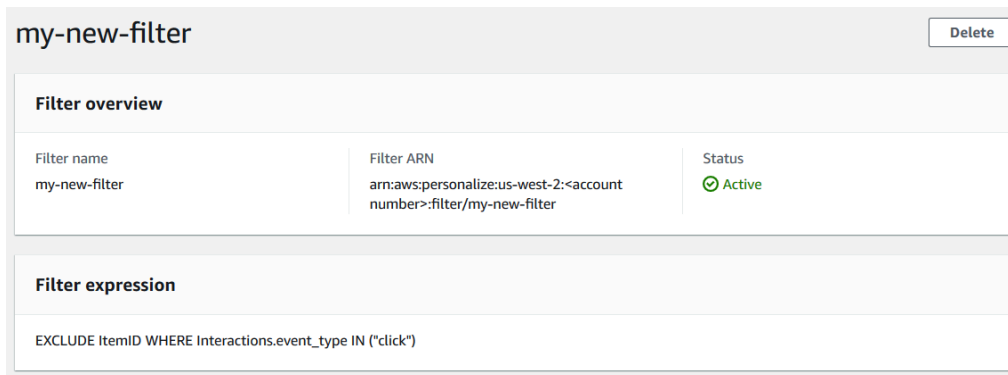 my-new-filter
Delete
Filter overview
Filter name
my-new-filter
Filter ARN
arn:aws:personalize:us-west-2:<account
number>:filter/my-new-filter
Status
Active
Filter expression
EXCLUDE ItemID WHERE Interactions.event_type IN ("click")